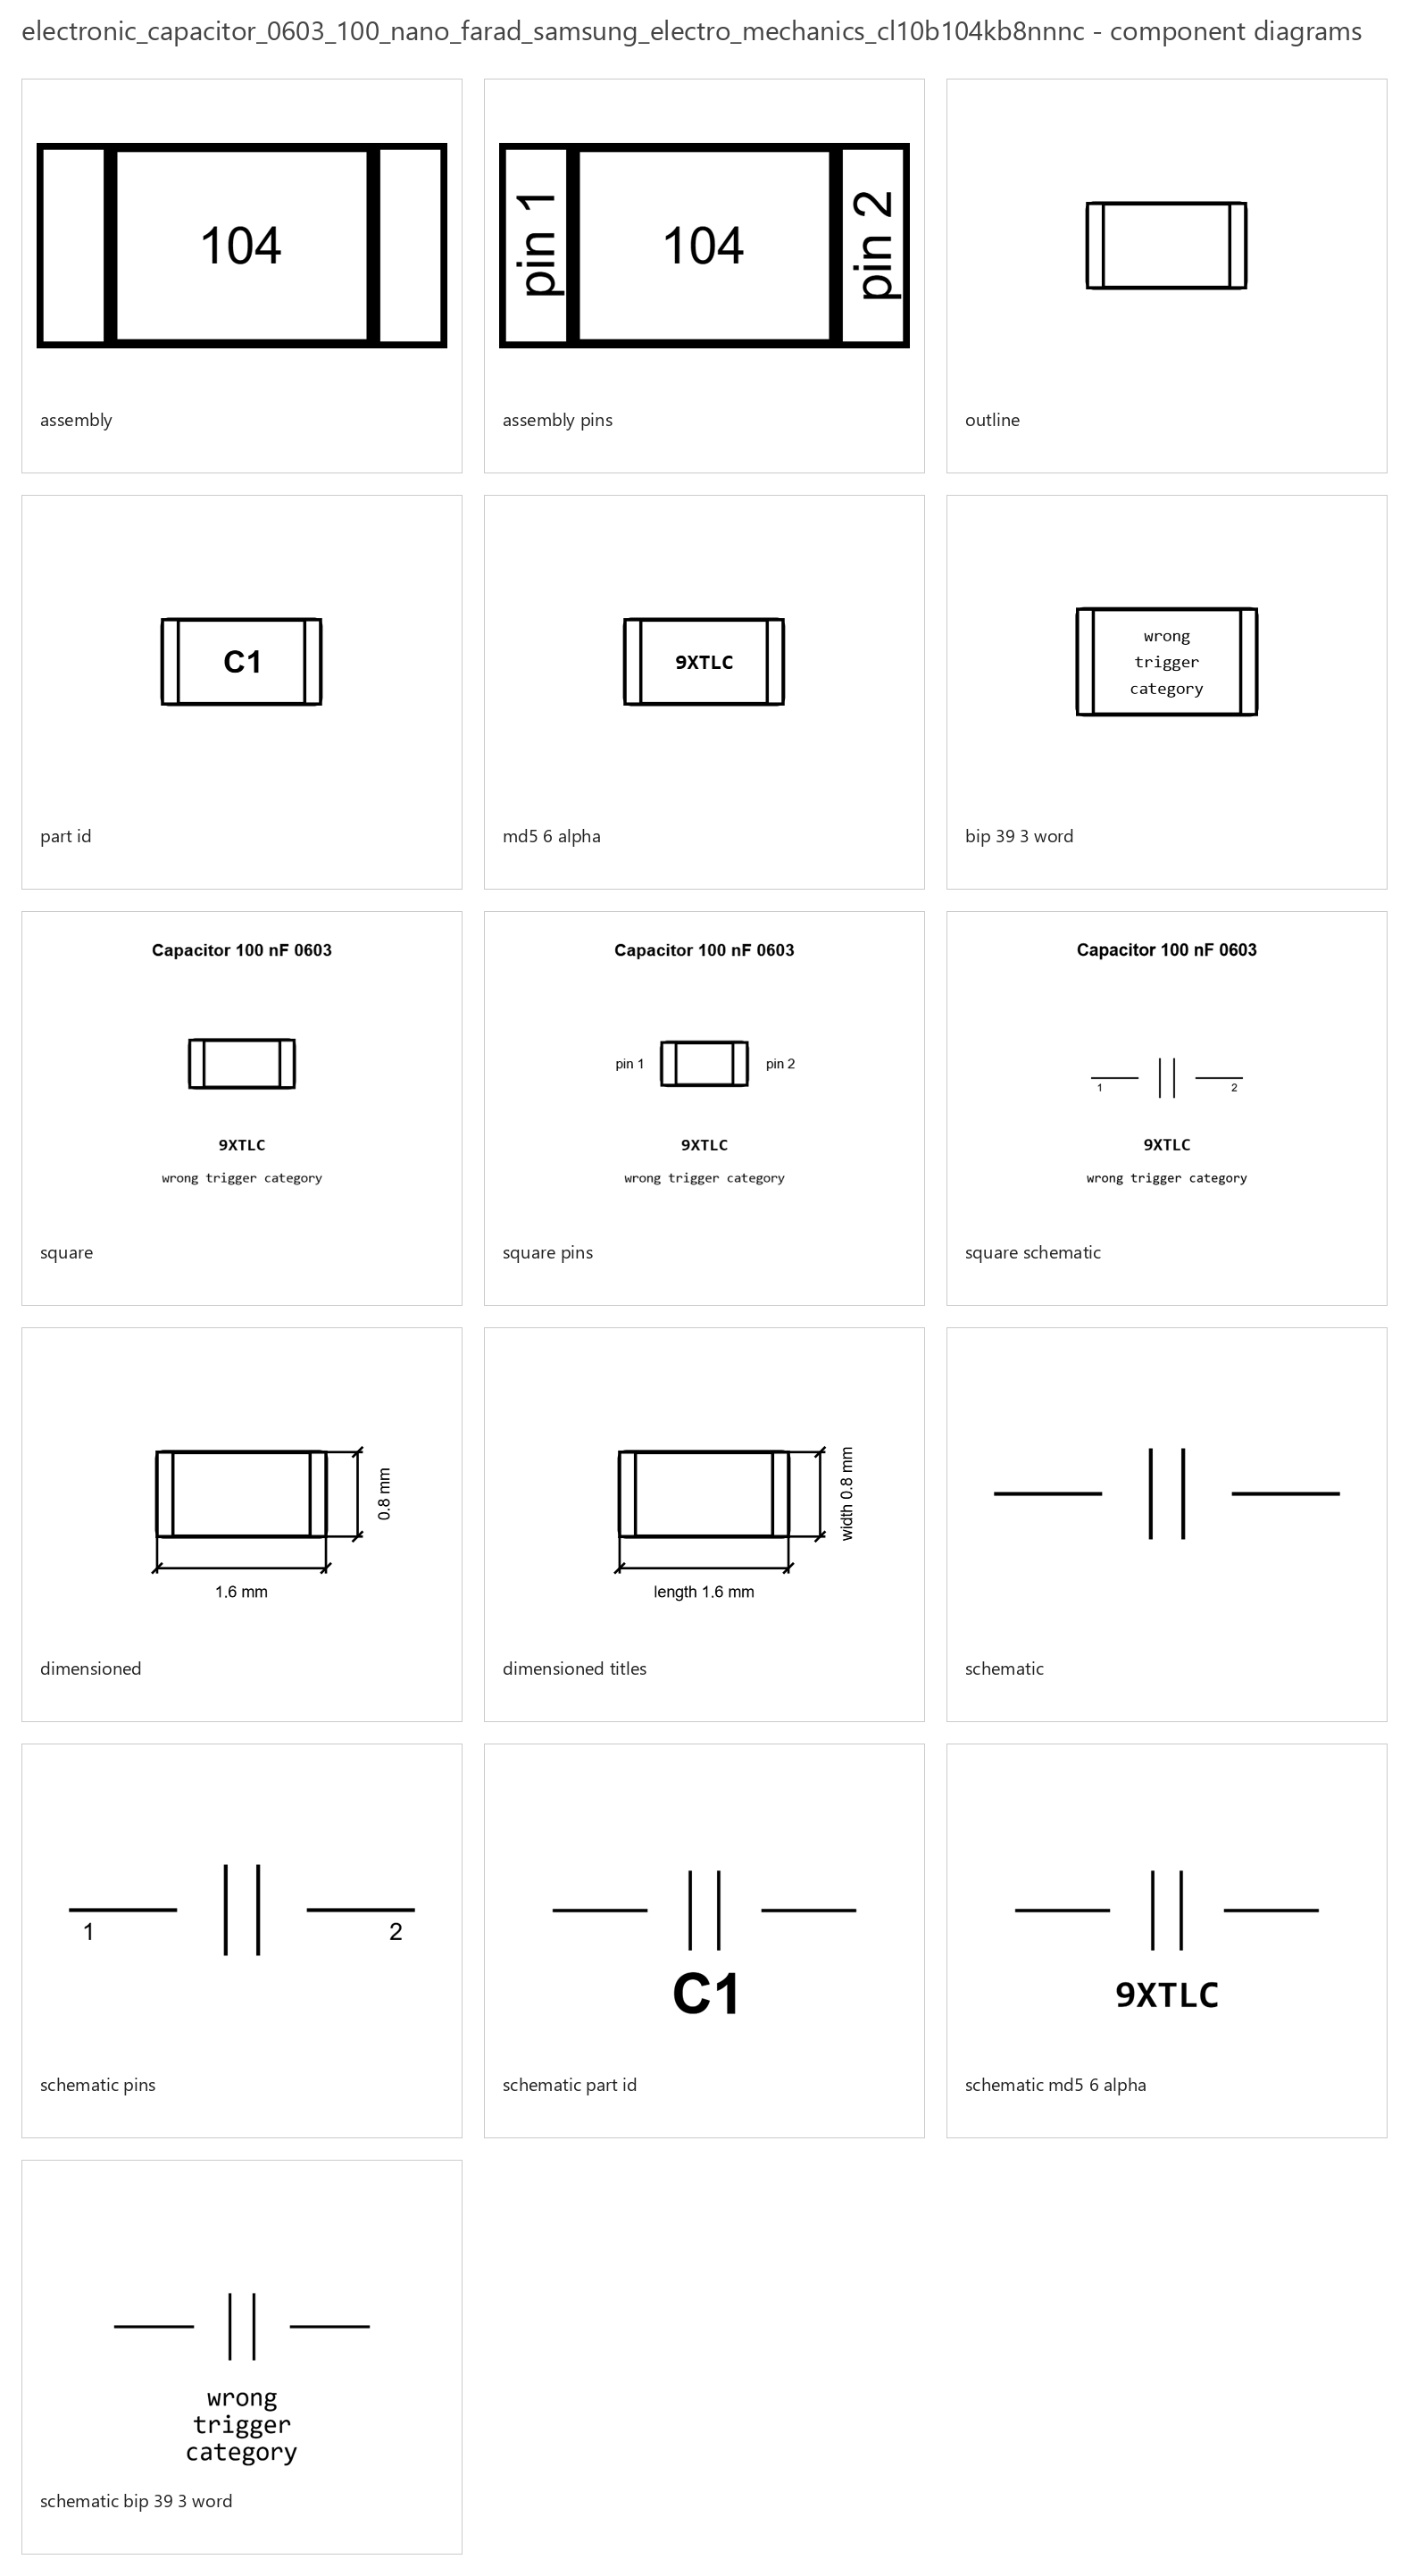 electronic_capacitor_0603_100_nano_farad_samsung_electro_mechanics_cl10b104kb8nnnc - component diagrams
104
assembly
pin 1
104
pin 2
assembly pins
outline
C1
part id
9XTLC
md5 6 alpha
wrong
trigger
category
bip 39 3 word
Capacitor 100 nF 0603
9XTLC
wrong trigger category
square
Capacitor 100 nF 0603
pin 1
pin 2
9XTLC
wrong trigger category
square pins
Capacitor 100 nF 0603
1
2
9XTLC
wrong trigger category
square schematic
0.8 mm
1.6 mm
dimensioned
width 0.8 mm
length 1.6 mm
dimensioned titles
schematic
1
2
schematic pins
C1
schematic part id
9XTLC
schematic md5 6 alpha
wrong
trigger
category
schematic bip 39 3 word